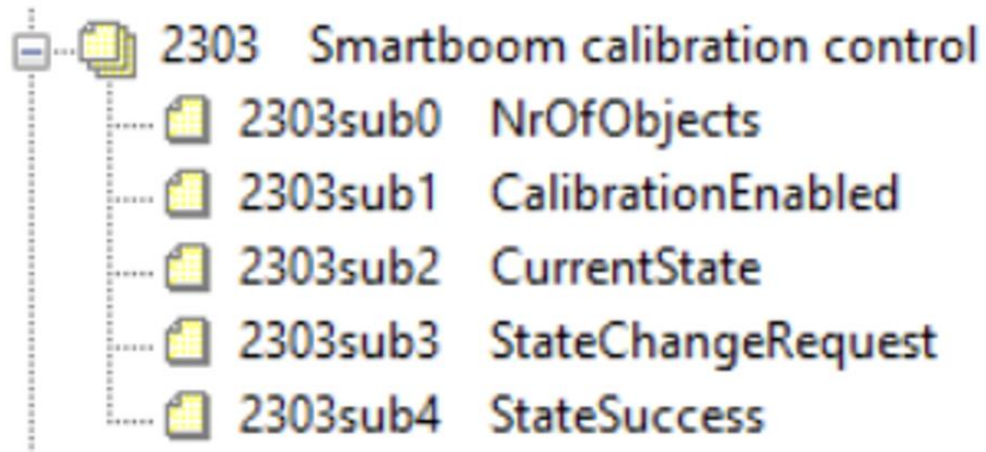 2303 Smartboom calibration control
2303sub0 NrOfObjects
2303sub1 CalibrationEnabled
2303sub2 CurrentState
2303sub3 StateChangeRequest
2303sub4 StateSuccess